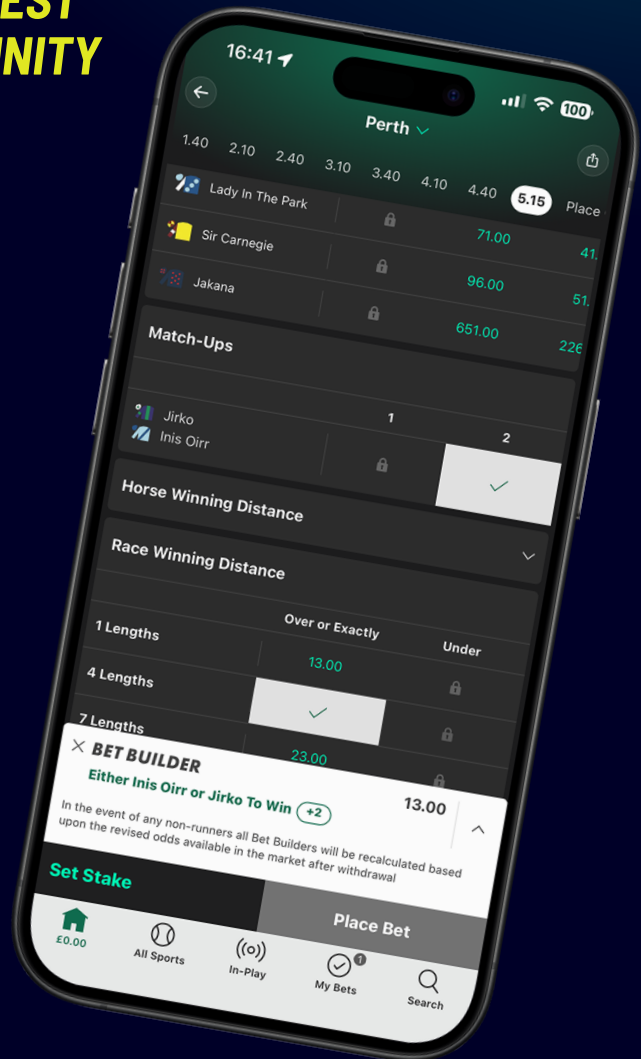 EST
NITY
16:41
100
Perth
1.40 2.10 2.40 3.10 3.40 4.10 4.40 5.15 Place
Lady In The Park 71.00 41.
Sir Carnegie 96.00 51.
Jakana 651.00 226
Match-Ups
1 2
Jirko
Inis Oirr
Horse Winning Distance
Race Winning Distance
Over or Exactly Under
1 Lengths 13.00
4 Lengths
7 Lengths 23.00
BET BUILDER 13.00
Either Inis Oirr or Jirko To Win +2
In the event of any non-runners all Bet Builders will be recalculated based
upon the revised odds available in the market after withdrawal
Set Stake Place Bet
£0.00 All Sports In-Play My Bets 1 Search